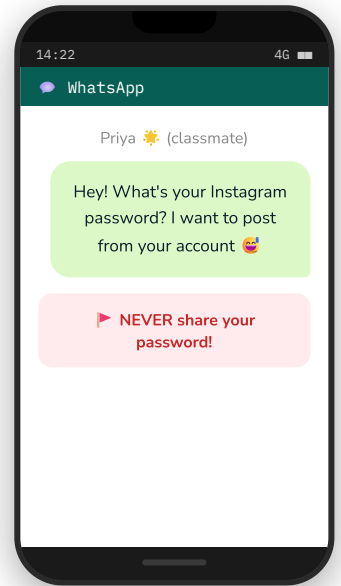 14:22 4G
WhatsApp
Priya 🌟 (classmate)
Hey! What's your Instagram
password? I want to post
from your account 😅
🚩 NEVER share your
password!